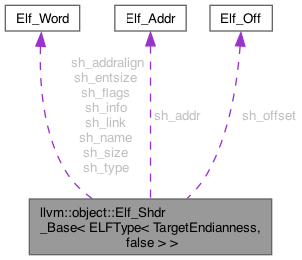 Elf_Word
Elf_Addr
Elf_Off
sh_addralign
sh_entsize
sh_flags
sh_info
sh_link
sh_name
sh_size
sh_type
sh_addr
sh_offset
llvm::object::Elf_Shdr
_Base< ELFType< TargetEndianness,
false > >